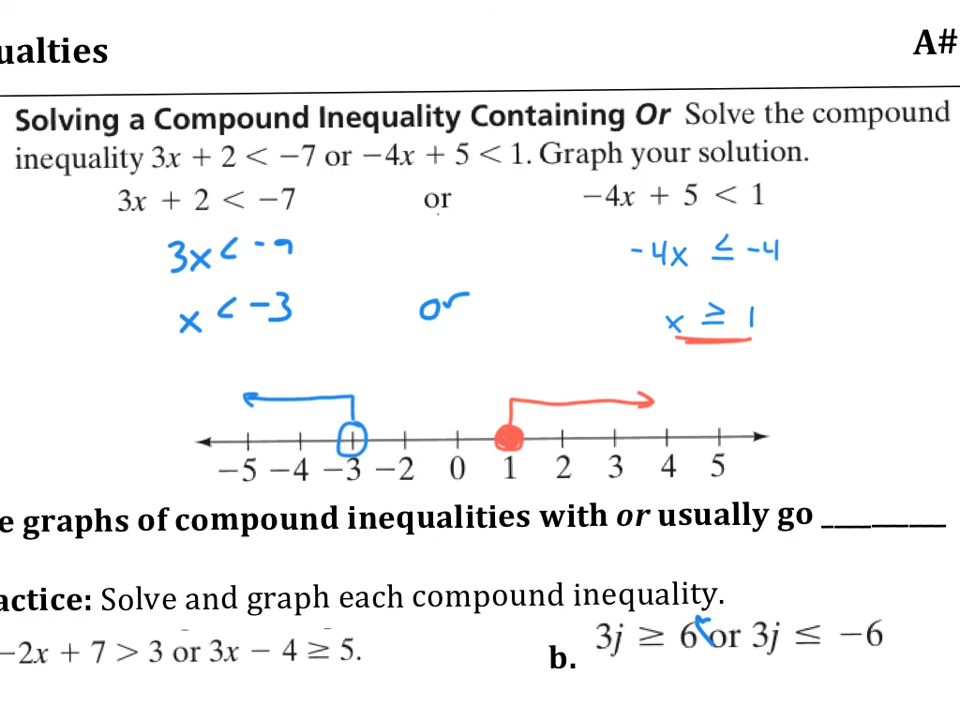 ualties A#
Solving a Compound Inequality Containing Or Solve the compound
inequality 3x + 2 < −7 or −4x + 5 < 1. Graph your solution.
3x + 2 < −7 or −4x + 5 < 1
3x < -9 -4x ≤ -4
x < -3 or x ≥ 1
−5 −4 −3 −2 0 1 2 3 4 5
e graphs of compound inequalities with or usually go ________
actice: Solve and graph each compound inequality.
−2x + 7 > 3 or 3x − 4 ≥ 5. b. 3j ≥ 6 or 3j ≤ −6